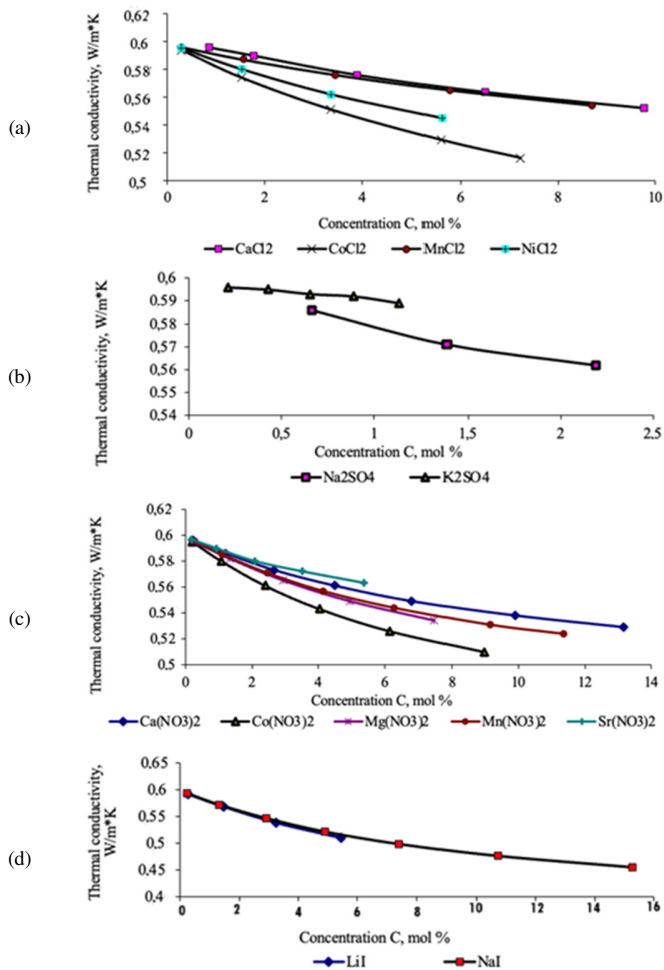 0,62
0,6
0,58
0,56
0,54
0,52
0,5
Thermal conductivity, W/m*K
(a)
0 2 4 6 8 10
Concentration C, mol %
CaCl2 CoCl2 MnCl2 NiCl2
0,6
0,59
0,58
0,57
0,56
0,55
0,54
Thermal conductivity, W/m*K
(b)
0 0,5 1 1,5 2 2,5
Concentration C, mol %
Na2SO4 K2SO4
0,62
0,6
0,58
0,56
0,54
0,52
0,5
Thermal conductivity, W/m*K
(c)
0 2 4 6 8 10 12 14
Concentration C, mol %
Ca(NO3)2 Co(NO3)2 Mg(NO3)2 Mn(NO3)2 Sr(NO3)2
0,6
0,55
0,5
0,45
0,4
Thermal conductivity,
W/m*K
(d)
0 2 4 6 8 10 12 14 16
Concentration C, mol %
LiI NaI